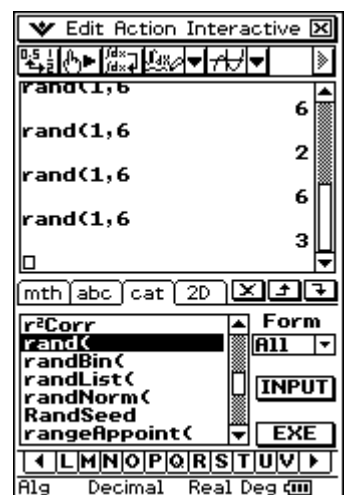 Edit Action Interactive
rand(1,6
6
rand(1,6
2
rand(1,6
6
rand(1,6
3
mth abc cat 2D
r²Corr
rand(
randBin(
randList(
randNorm(
RandSeed
rangeAppoint(
Form
All
INPUT
EXE
L M N O P Q R S T U V
Alg Decimal Real Deg